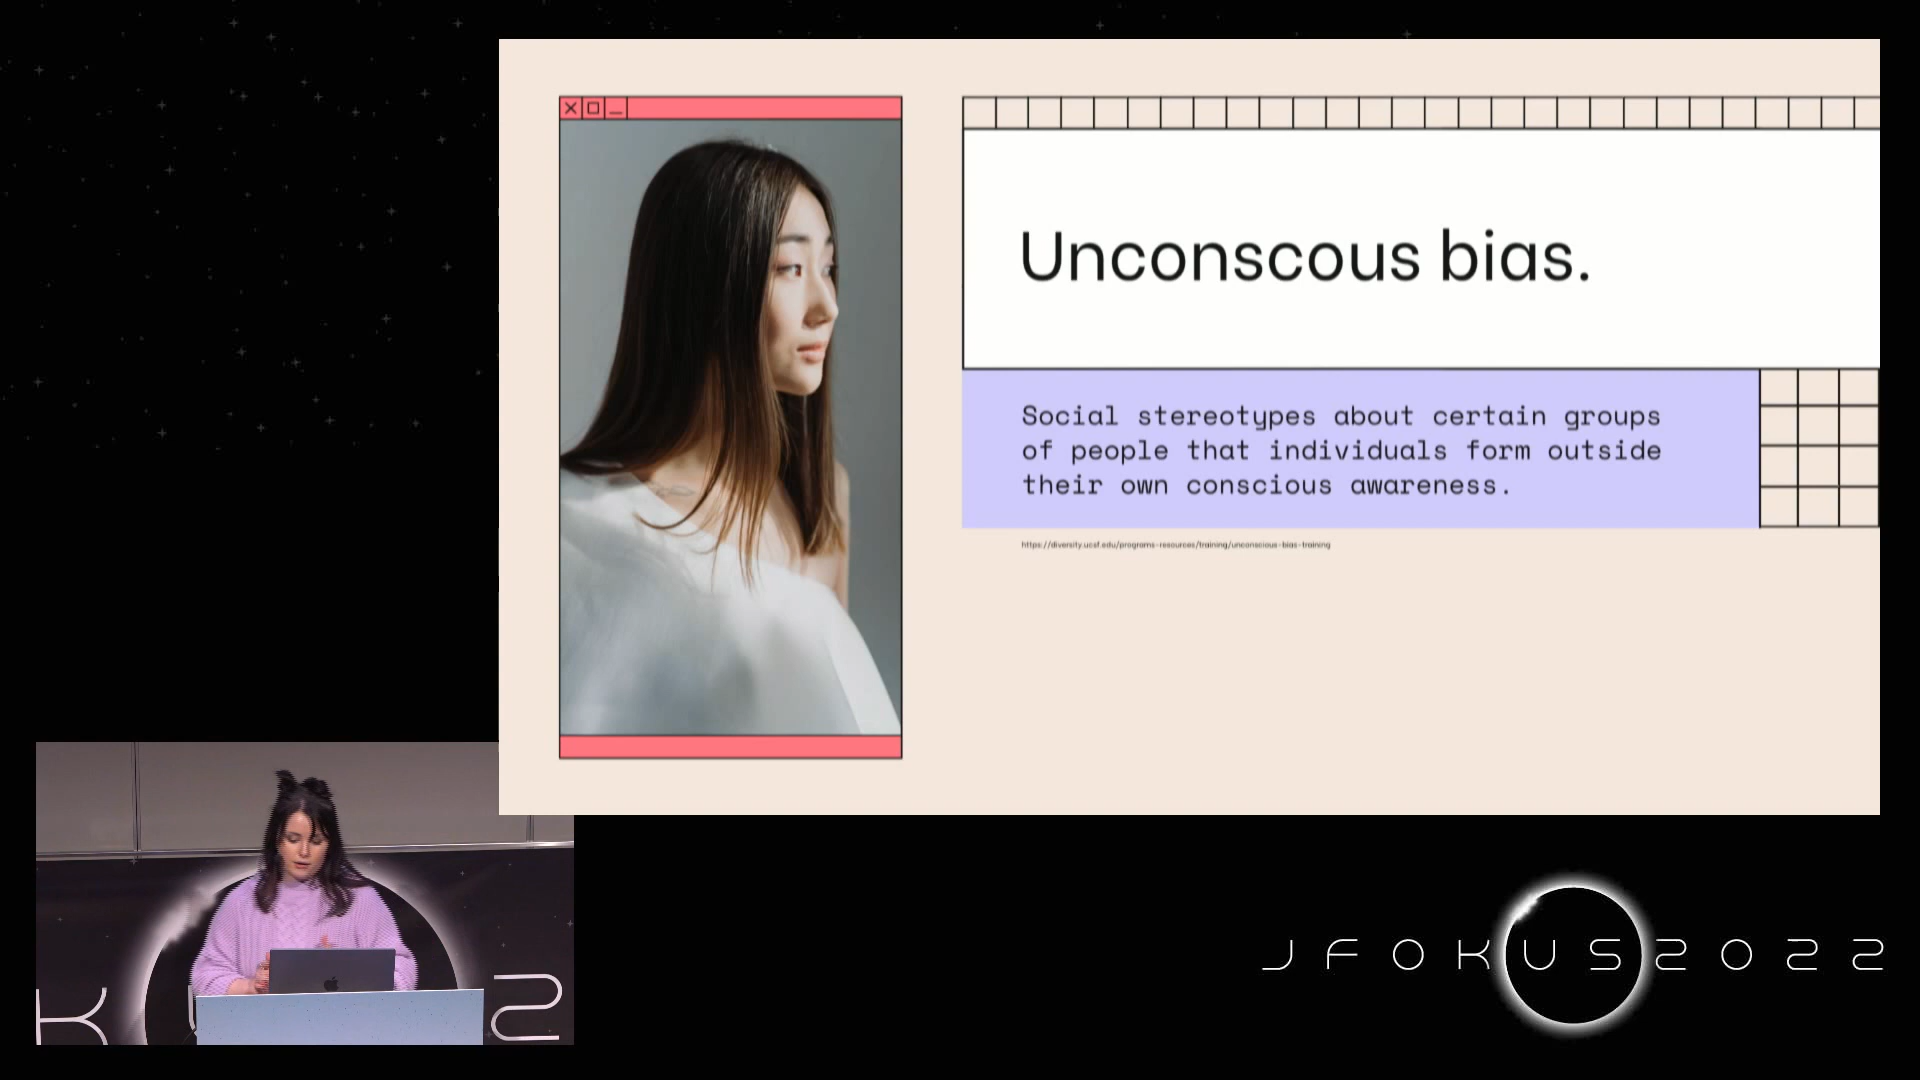 Unconscous bias.
Social stereotypes about certain groups
of people that individuals form outside
their own conscious awareness.
https://diversity.ucsf.edu/programs-resources/training/unconscious-bias-training
JFOKUS2022
K U 2